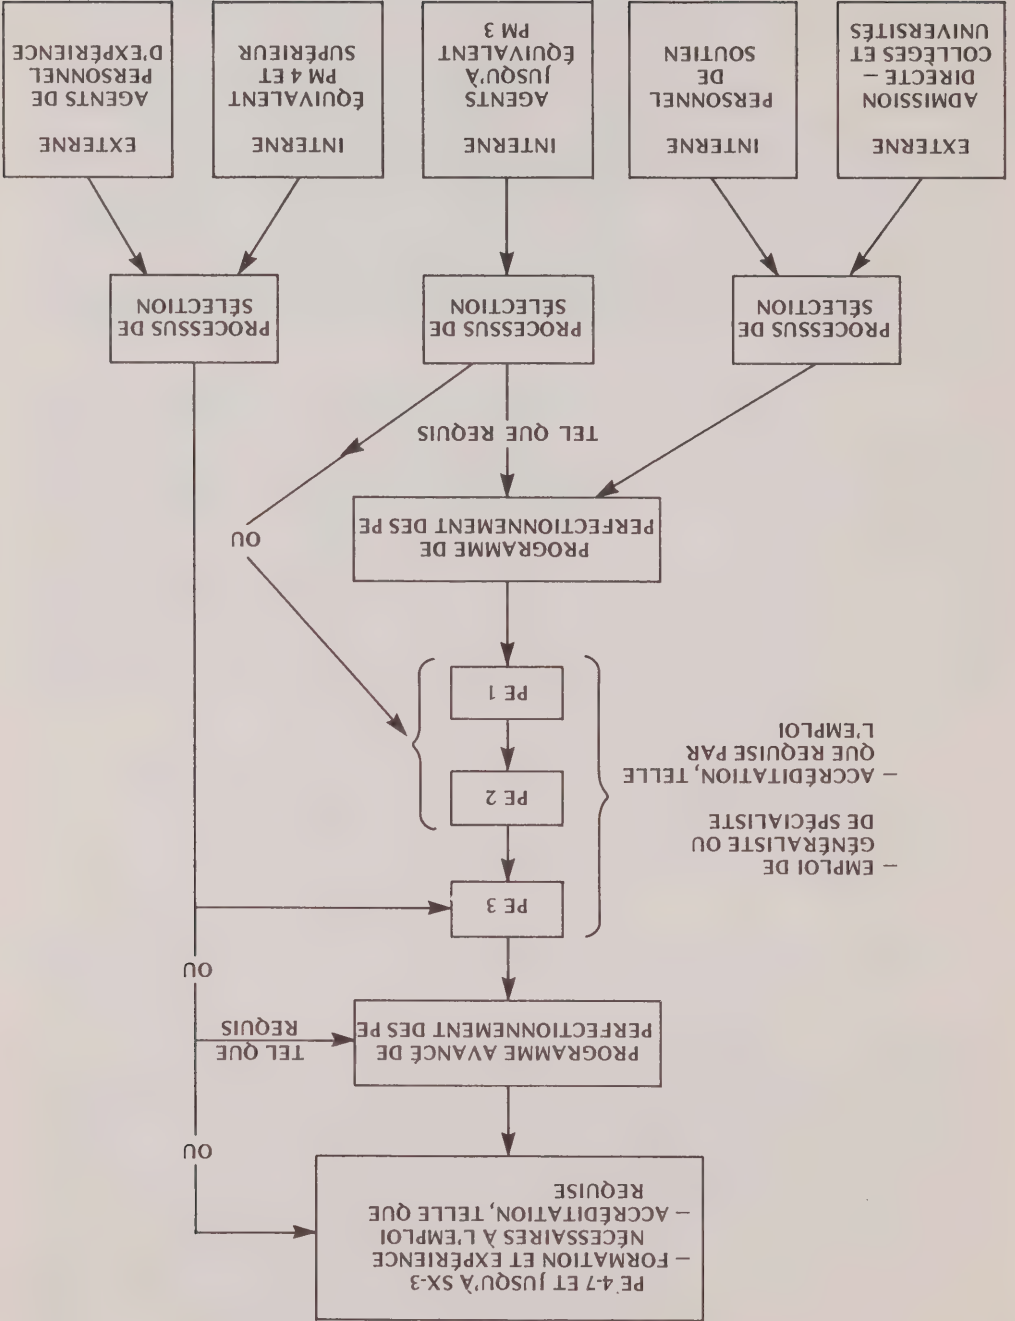 PE 4-7 ET JUSQU'À SX-3
– FORMATION ET EXPÉRIENCE
NÉCESSAIRES À L'EMPLOI
– ACCRÉDITATION, TELLE QUE
REQUISE
OU
PROGRAMME AVANCÉ DE
PERFECTIONNEMENT DES PE
TEL QUE
REQUIS
OU
– EMPLOI DE
GÉNÉRALISTE OU
DE SPÉCIALISTE
– ACCRÉDITATION, TELLE
QUE REQUISE PAR
L'EMPLOI
PE 3
PE 2
PE 1
PROGRAMME DE
PERFECTIONNEMENT DES PE
OU
TEL QUE REQUIS
PROCESSUS DE
SÉLECTION
PROCESSUS DE
SÉLECTION
PROCESSUS DE
SÉLECTION
EXTERNE
ADMISSION
DIRECTE –
COLLÈGES ET
UNIVERSITÉS
INTERNE
PERSONNEL
DE
SOUTIEN
INTERNE
AGENTS
JUSQU'À
ÉQUIVALENT
PM 3
INTERNE
ÉQUIVALENT
PM 4 ET
SUPÉRIEUR
EXTERNE
AGENTS DE
PERSONNEL
D'EXPÉRIENCE